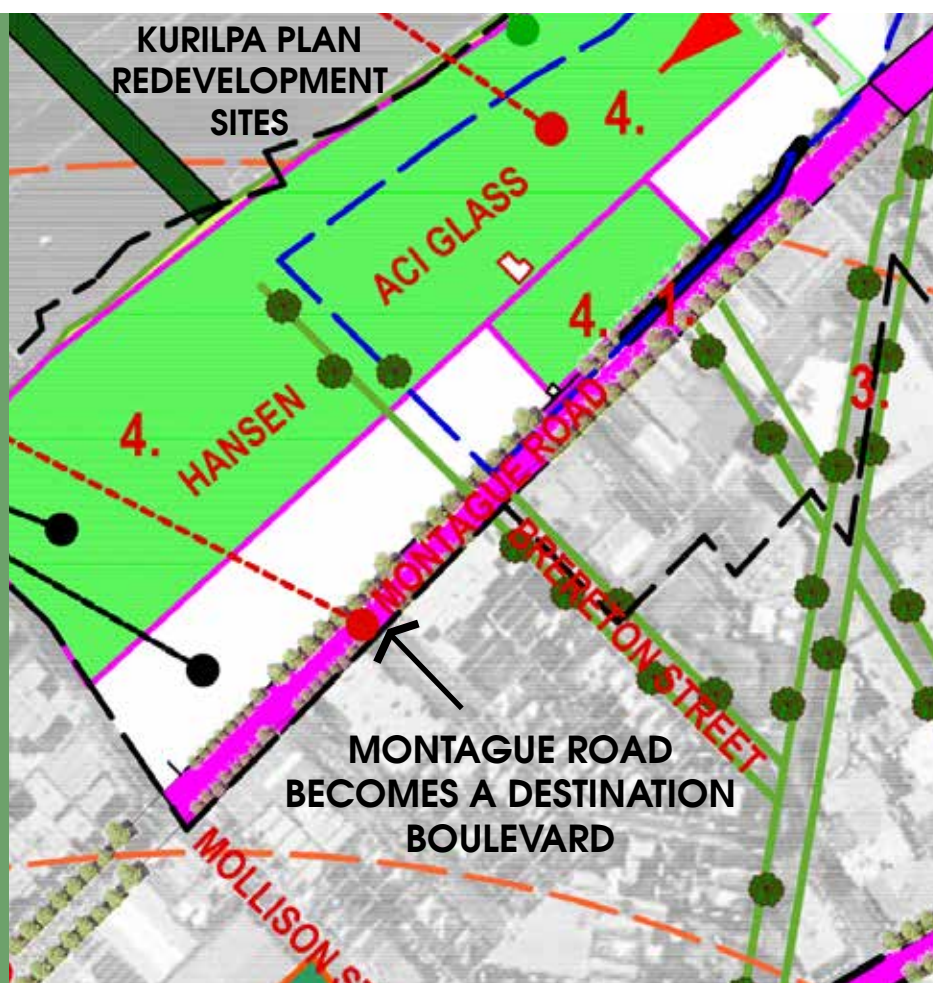 KURILPA PLAN
REDEVELOPMENT
SITES
4.
ACI GLASS
4.
1.
3.
4.
HANSEN
MONTAGUE ROAD
BRERETON STREET
MONTAGUE ROAD
BECOMES A DESTINATION
BOULEVARD
MOLLISON